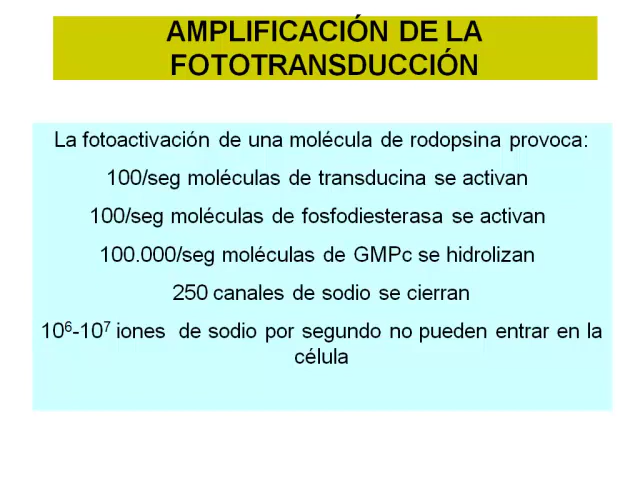 AMPLIFICACIÓN DE LA
FOTOTRANSDUCCIÓN
La fotoactivación de una molécula de rodopsina provoca:
100/seg moléculas de transducina se activan
100/seg moléculas de fosfodiesterasa se activan
100.000/seg moléculas de GMPc se hidrolizan
250 canales de sodio se cierran
10⁶-10⁷ iones de sodio por segundo no pueden entrar en la
célula